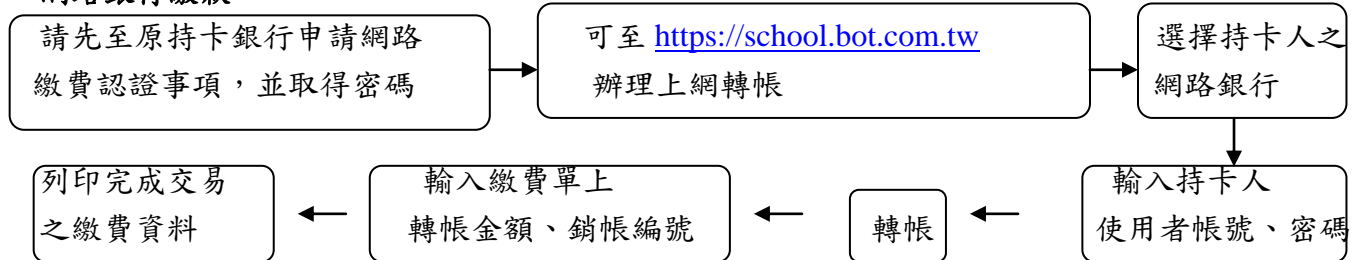 請先至原持卡銀行申請網路
繳費認證事項，並取得密碼
可至 https://school.bot.com.tw
辦理上網轉帳
選擇持卡人之
網路銀行
輸入持卡人
使用者帳號、密碼
轉帳
輸入繳費單上
轉帳金額、銷帳編號
列印完成交易
之繳費資料